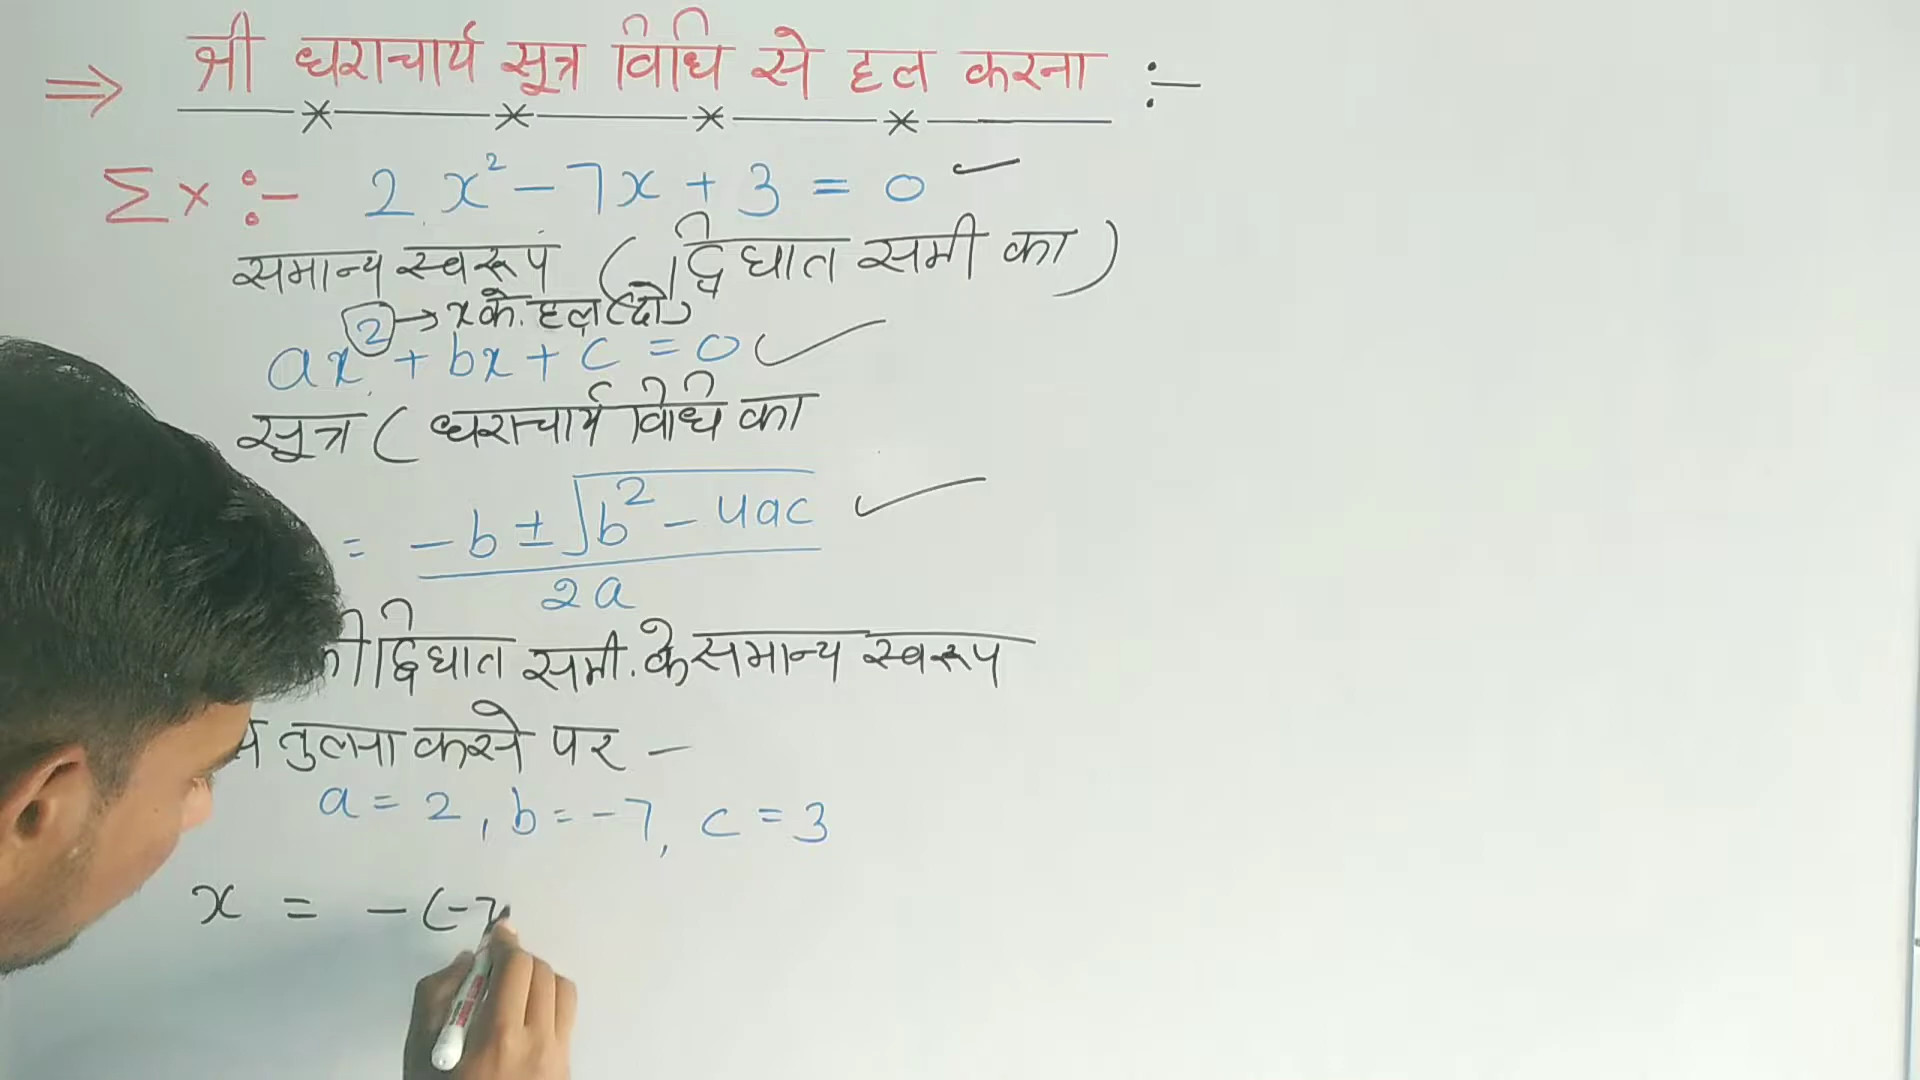 ⇒ श्री धराचार्य सूत्र विधि से हल करना :-
Ex :- 2x² - 7x + 3 = 0 ✓
समान्य स्वरूप ( द्विघात समी का )
2 → x के हल (दो)
ax² + bx + c = 0 ✓
सूत्र ( धराचार्य विधि का
= -b ± √b² - 4ac / 2a ✓
द्विघात समी. के समान्य स्वरूप
तुलना करने पर -
a = 2, b = -7, c = 3
x = - (-7